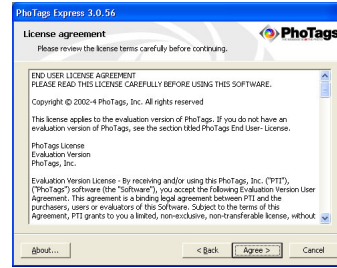 PhoTags Express 3.0.56
License agreement
Please review the license terms carefully before continuing.
PhoTags
END USER LICENSE AGREEMENT
PLEASE READ THIS LICENSE CAREFULLY BEFORE USING THIS SOFTWARE.
Copyright © 2002-4 PhoTags, Inc. All rights reserved
This license applies to the evaluation version of PhoTags. If you do not have an
evaluation version of PhoTags, see the section titled PhoTags End User- License.
PhoTags License
Evaluation Version
PhoTags, Inc.
Evaluation Version License - By receiving and/or using this PhoTags, Inc. ("PTI"),
("PhoTags") software (the "Software"), you accept the following Evaluation Version User
Agreement. This agreement is a binding legal agreement between PTI and the
purchasers, users or evaluators of this Software. Subject to the terms of this
Agreement, PTI grants to you a limited, non-exclusive, non-transferable license, without
About...
< Back
Agree >
Cancel